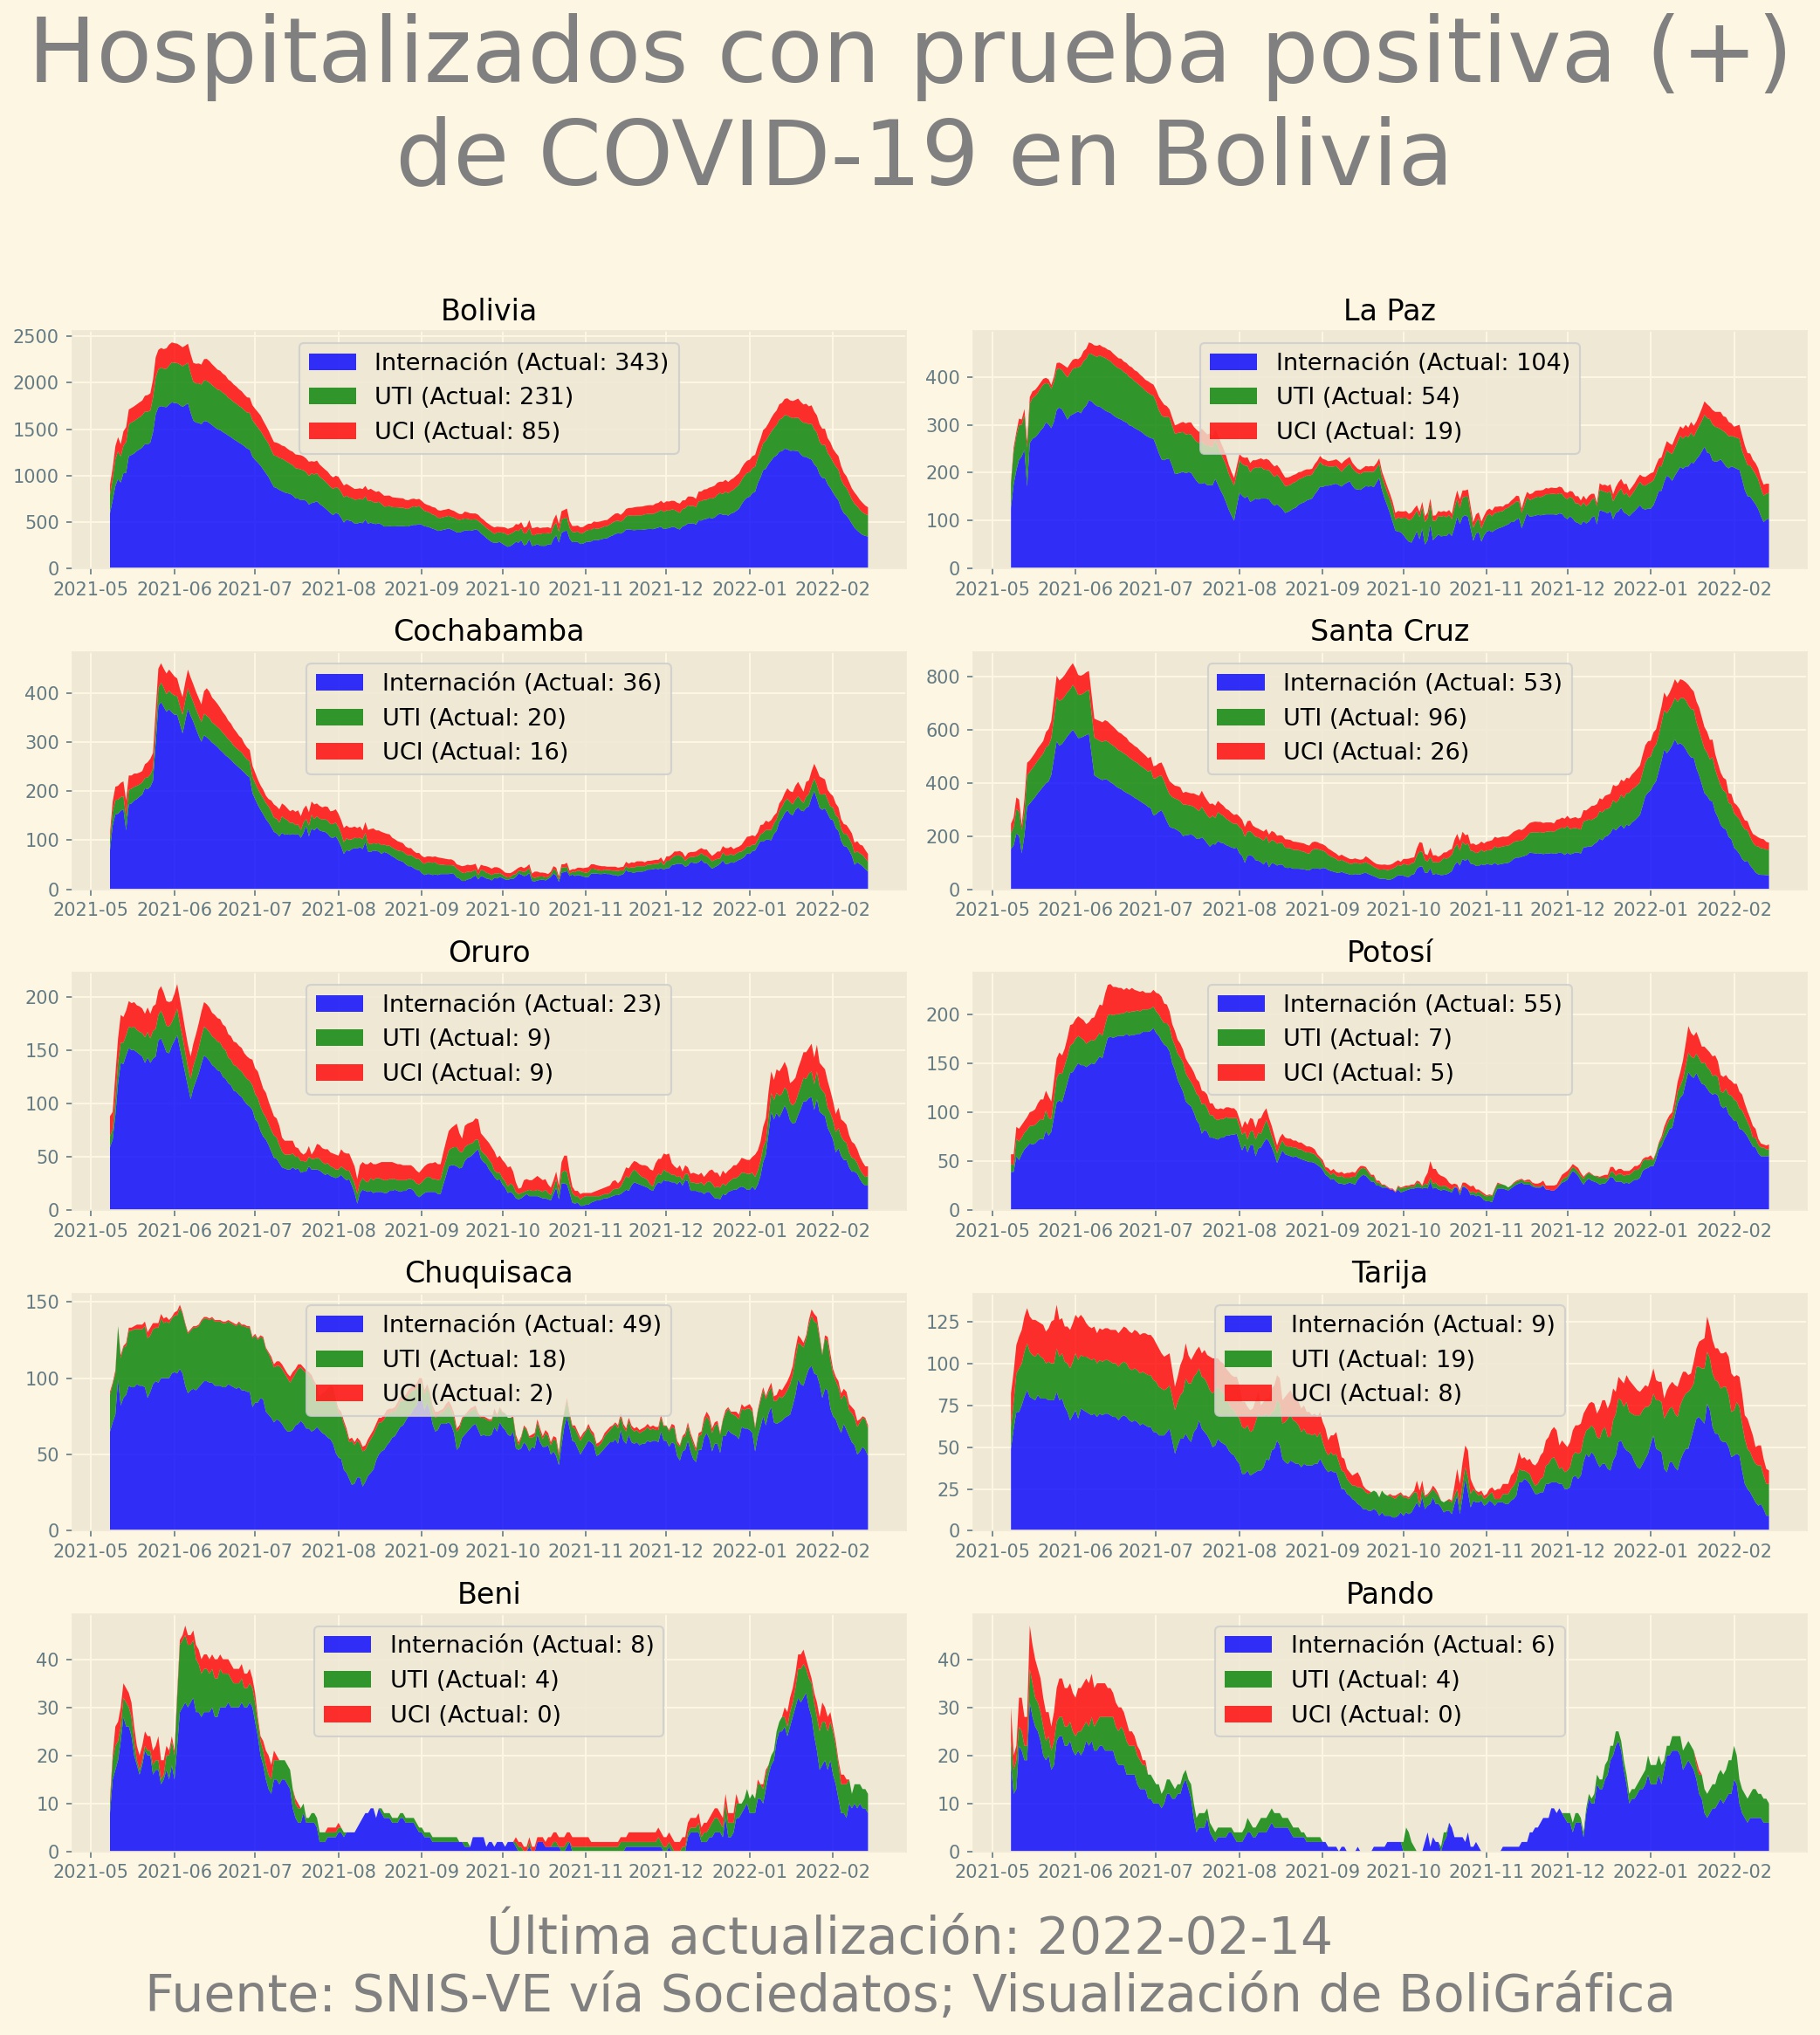 Hospitalizados con prueba positiva (+)
de COVID-19 en Bolivia
Bolivia
2500
2000
1500
1000
500
0
Internación (Actual: 343)
UTI (Actual: 231)
UCI (Actual: 85)
2021-05 2021-06 2021-07 2021-08 2021-09 2021-10 2021-11 2021-12 2022-01 2022-02
La Paz
400
300
200
100
0
Internación (Actual: 104)
UTI (Actual: 54)
UCI (Actual: 19)
2021-05 2021-06 2021-07 2021-08 2021-09 2021-10 2021-11 2021-12 2022-01 2022-02
Cochabamba
400
300
200
100
0
Internación (Actual: 36)
UTI (Actual: 20)
UCI (Actual: 16)
2021-05 2021-06 2021-07 2021-08 2021-09 2021-10 2021-11 2021-12 2022-01 2022-02
Santa Cruz
800
600
400
200
0
Internación (Actual: 53)
UTI (Actual: 96)
UCI (Actual: 26)
2021-05 2021-06 2021-07 2021-08 2021-09 2021-10 2021-11 2021-12 2022-01 2022-02
Oruro
200
150
100
50
0
Internación (Actual: 23)
UTI (Actual: 9)
UCI (Actual: 9)
2021-05 2021-06 2021-07 2021-08 2021-09 2021-10 2021-11 2021-12 2022-01 2022-02
Potosí
200
150
100
50
0
Internación (Actual: 55)
UTI (Actual: 7)
UCI (Actual: 5)
2021-05 2021-06 2021-07 2021-08 2021-09 2021-10 2021-11 2021-12 2022-01 2022-02
Chuquisaca
150
100
50
0
Internación (Actual: 49)
UTI (Actual: 18)
UCI (Actual: 2)
2021-05 2021-06 2021-07 2021-08 2021-09 2021-10 2021-11 2021-12 2022-01 2022-02
Tarija
125
100
75
50
25
0
Internación (Actual: 9)
UTI (Actual: 19)
UCI (Actual: 8)
2021-05 2021-06 2021-07 2021-08 2021-09 2021-10 2021-11 2021-12 2022-01 2022-02
Beni
40
30
20
10
0
Internación (Actual: 8)
UTI (Actual: 4)
UCI (Actual: 0)
2021-05 2021-06 2021-07 2021-08 2021-09 2021-10 2021-11 2021-12 2022-01 2022-02
Pando
40
30
20
10
0
Internación (Actual: 6)
UTI (Actual: 4)
UCI (Actual: 0)
2021-05 2021-06 2021-07 2021-08 2021-09 2021-10 2021-11 2021-12 2022-01 2022-02
Última actualización: 2022-02-14
Fuente: SNIS-VE vía Sociedatos; Visualización de BoliGráfica